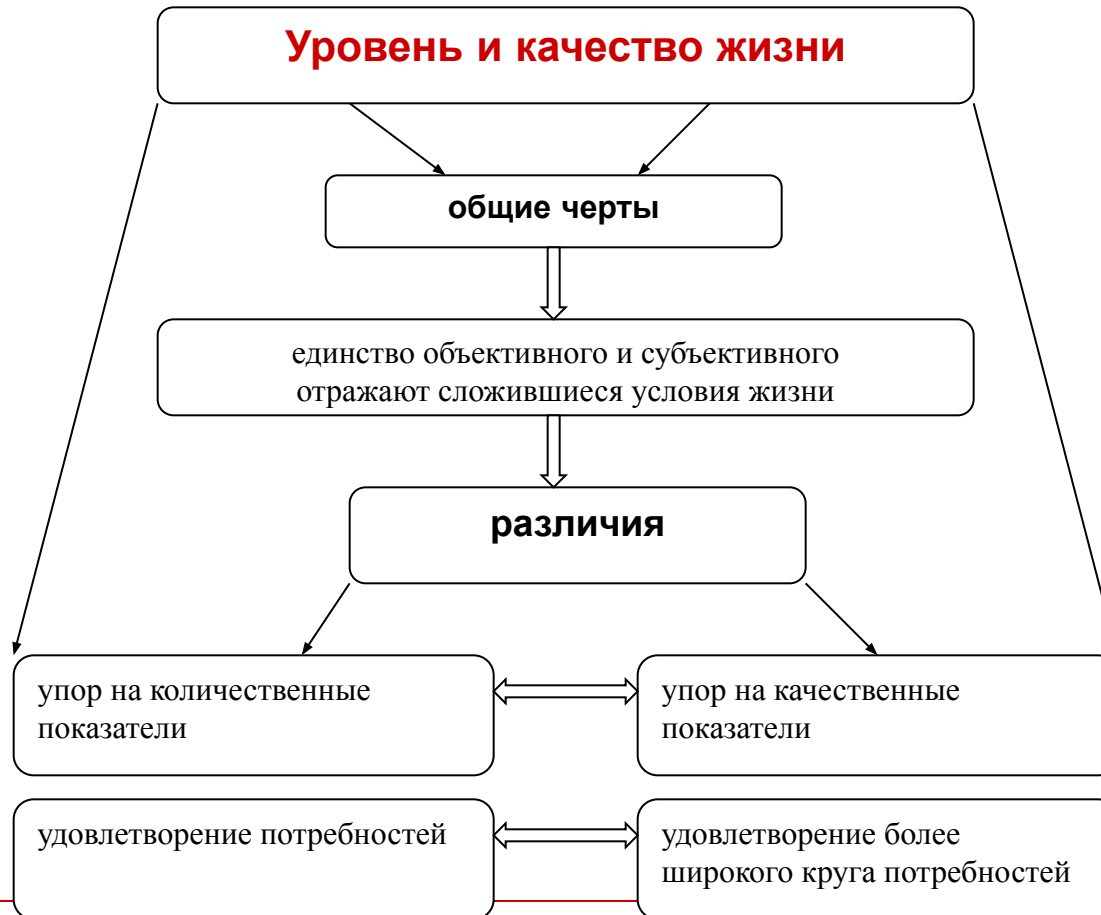 Уровень и качество жизни
общие черты
единство объективного и субъективного
отражают сложившиеся условия жизни
различия
упор на количественные
показатели
упор на качественные
показатели
удовлетворение потребностей
удовлетворение более
широкого круга потребностей